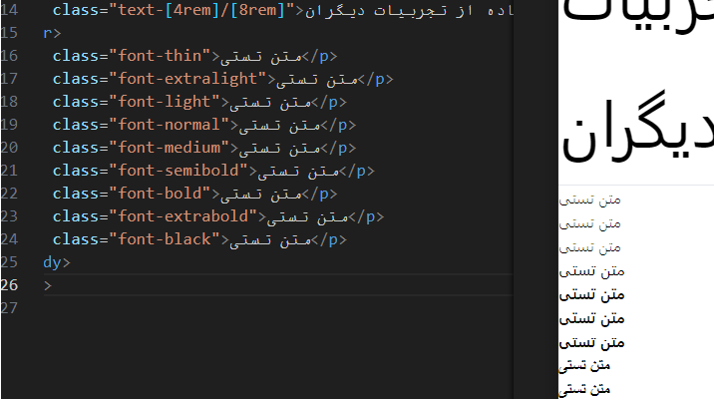 14 class="text-[4rem]/[8rem]">اده از تجربیات دیگران
15 r>
16 class="font-thin">متن تستی</p>
17 class="font-extralight">متن تستی</p>
18 class="font-light">متن تستی</p>
19 class="font-normal">متن تستی</p>
20 class="font-medium">متن تستی</p>
21 class="font-semibold">متن تستی</p>
22 class="font-bold">متن تستی</p>
23 class="font-extrabold">متن تستی</p>
24 class="font-black">متن تستی</p>
25 dy>
26 >
27
دیگران
متن تستی
متن تستی
متن تستی
متن تستی
متن تستی
متن تستی
متن تستی
متن تستی
متن تستی